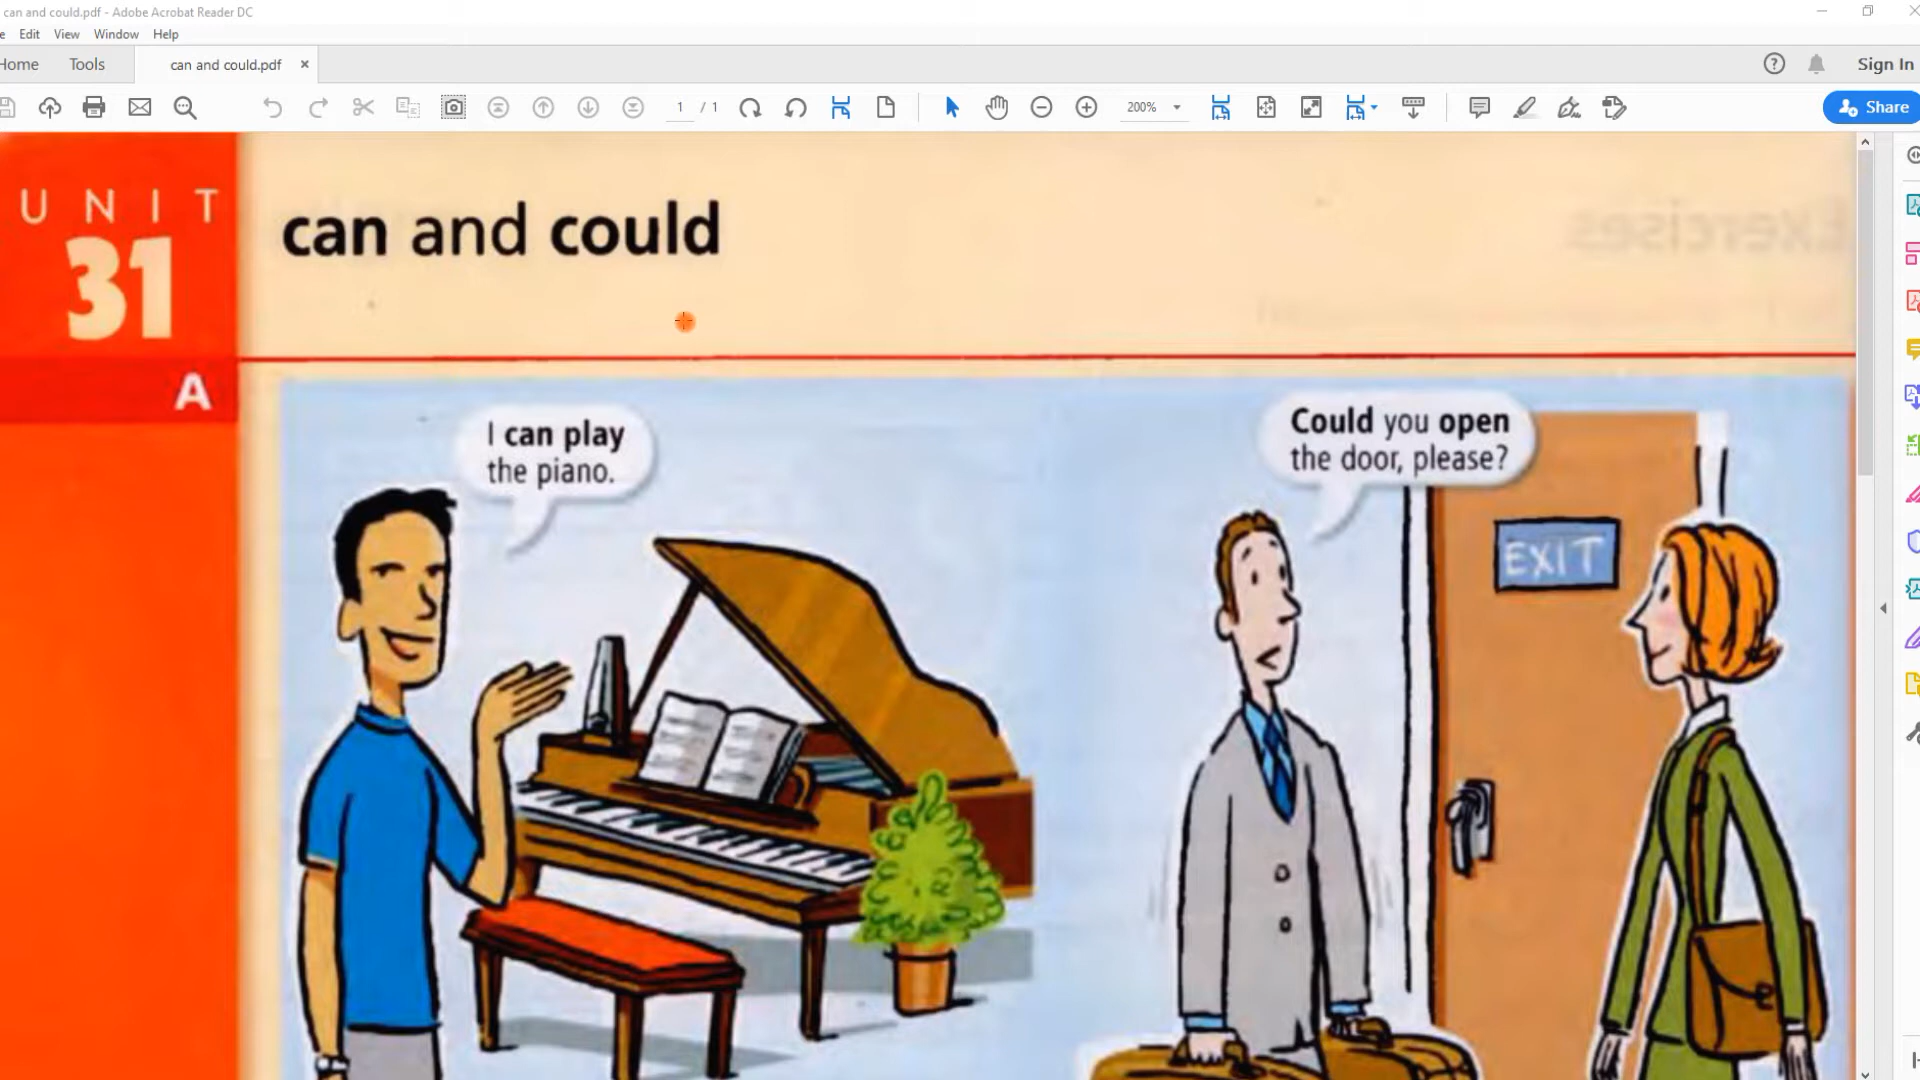 can and could.pdf - Adobe Acrobat Reader DC
Edit View Window Help
Home Tools can and could.pdf ×
Sign In
1 / 1
200%
Share
UNIT
31
can and could
Exercises
A
I can play
the piano.
Could you open
the door, please?
EXIT